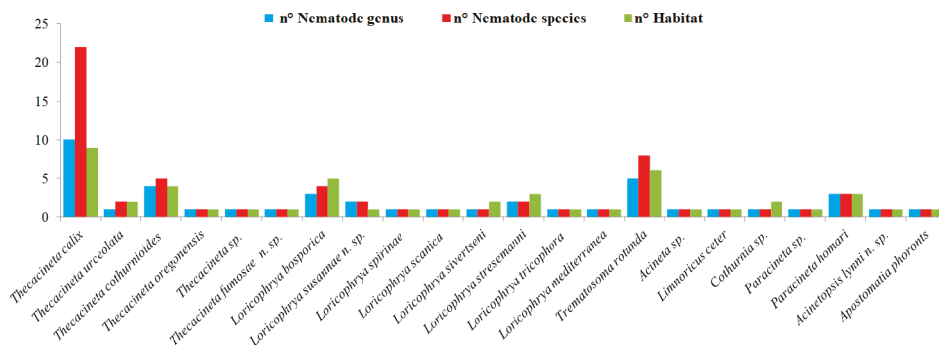 n° Nematode genus n° Nematode species n° Habitat
25
20
15
10
5
0
Thecacineta calix
Thecacineta urceolata
Thecacineta cothurnioides
Thecacineta oregonensis
Thecacineta sp.
Thecacineta fumosae n. sp.
Loricophrya bosporica
Loricophrya susannae n. sp.
Loricophrya spirinae
Loricophrya scanica
Loricophrya sivertseni
Loricophrya stresemanni
Loricophrya tricophora
Loricophrya mediterranea
Trematosoma rotunda
Acineta sp.
Limnoricus ceter
Cothurnia sp.
Paracineta sp.
Paracineta homari
Acinetopsis lynni n. sp.
Apostomatia phoronts